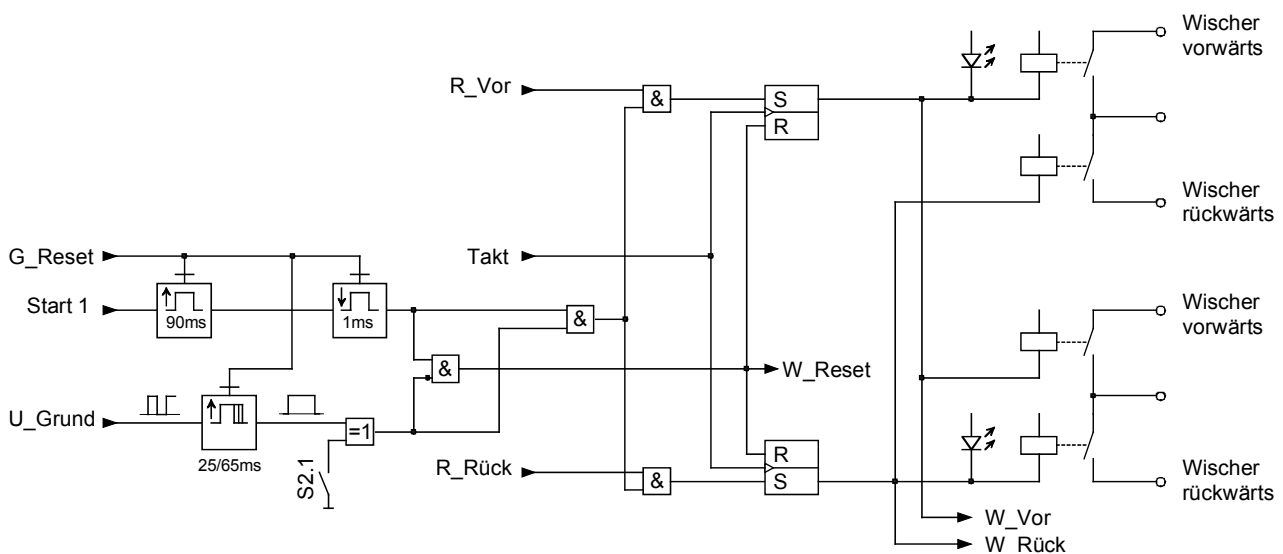 Wischer
vorwärts
R_Vor
&
S
R
Wischer
rückwärts
G_Reset
Takt
Start 1
90ms
1ms
&
Wischer
vorwärts
&
W_Reset
U_Grund
=1
25/65ms
S2.1
R_Rück
&
R
S
Wischer
rückwärts
W_Vor
W_Rück